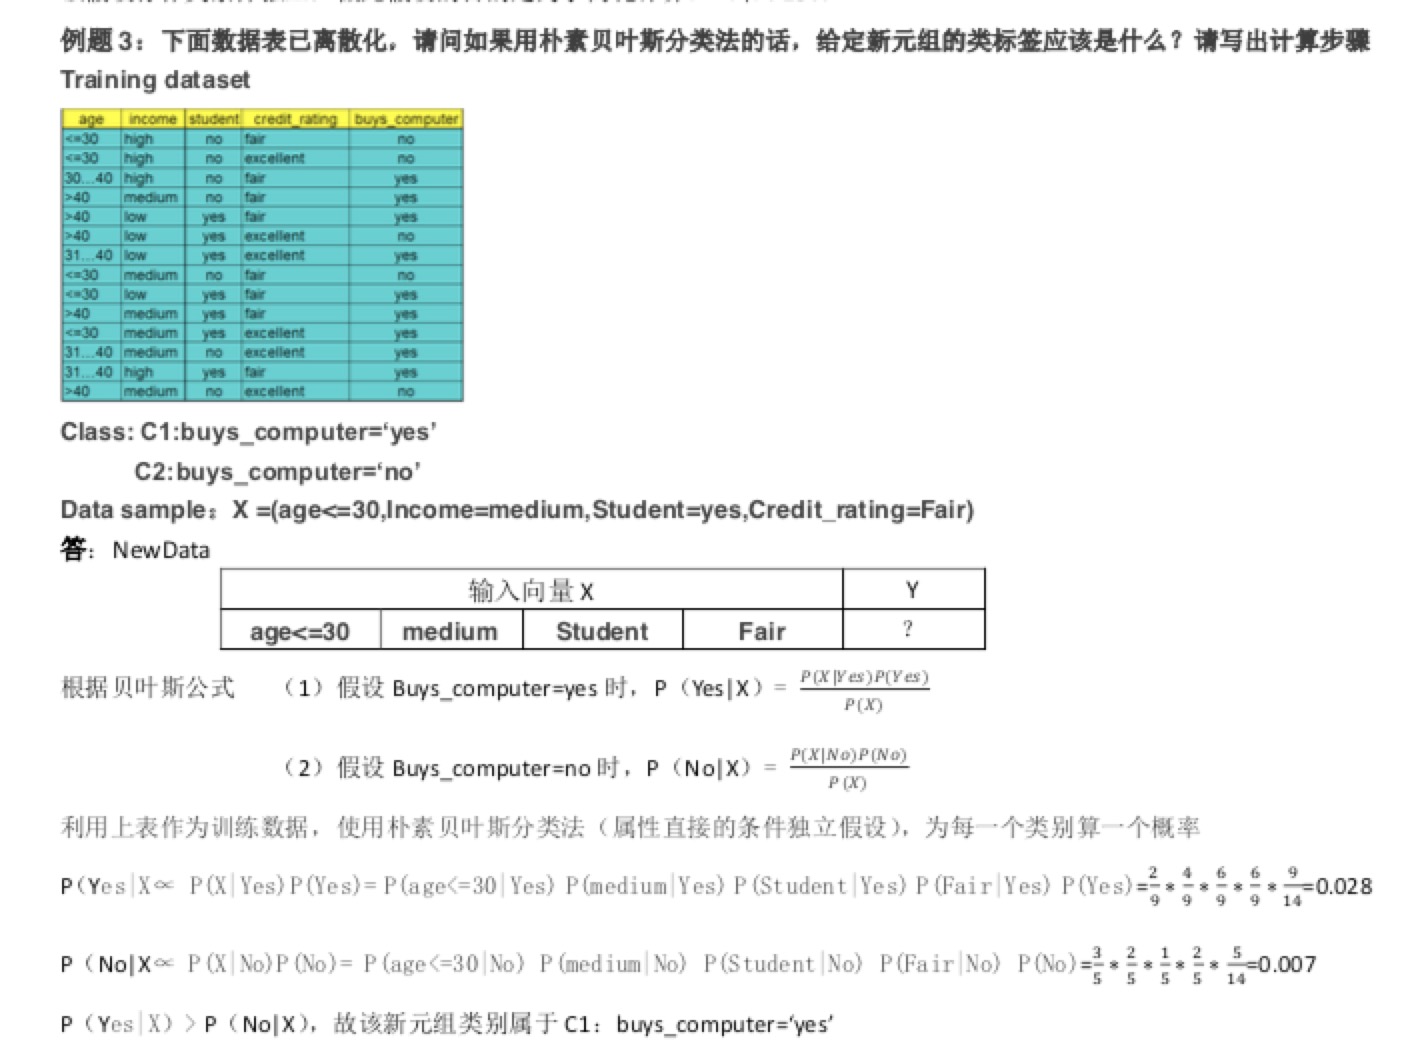 例题 3：下面数据表已离散化，请问如果用朴素贝叶斯分类法的话，给定新元组的类标签应该是什么？请写出计算步骤
Training dataset
age income student credit_rating buys_computer
<=30 high no fair no
<=30 high no excellent no
30…40 high no fair yes
>40 medium no fair yes
>40 low yes fair yes
>40 low yes excellent no
31…40 low yes excellent yes
<=30 medium no fair no
<=30 low yes fair yes
>40 medium yes fair yes
<=30 medium yes excellent yes
31…40 medium no excellent yes
31…40 high yes fair yes
>40 medium no excellent no
Class: C1:buys_computer=‘yes’
C2:buys_computer=‘no’
Data sample：X =(age<=30,Income=medium,Student=yes,Credit_rating=Fair)
答：NewData
输入向量 X Y
age<=30 medium Student Fair ?
根据贝叶斯公式 （1）假设 Buys_computer=yes 时，P（Yes|X）= P(X|Yes)P(Yes)/P(X)
（2）假设 Buys_computer=no 时，P（No|X）= P(X|No)P(No)/P(X)
利用上表作为训练数据，使用朴素贝叶斯分类法（属性直接的条件独立假设），为每一个类别算一个概率
P(Yes|X∝ P(X|Yes)P(Yes)= P(age<=30|Yes) P(medium|Yes) P(Student|Yes) P(Fair|Yes) P(Yes)=2/9*4/9*6/9*6/9*9/14=0.028
P（No|X∝ P(X|No)P(No)= P(age<=30|No) P(medium|No) P(Student|No) P(Fair|No) P(No)=3/5*2/5*1/5*2/5*5/14=0.007
P（Yes|X）>P（No|X），故该新元组类别属于 C1：buys_computer=‘yes’